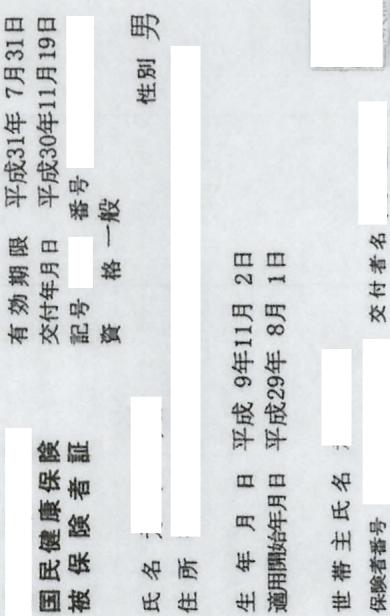 国民健康保険
被保険者証
有効期限 平成31年 7月31日
交付年月日 平成30年11月19日
記号 番号
資格 一般
氏名 性別 男
住所
生年月日 平成 9年11月 2日
適用開始年月日 平成29年 8月 1日
世帯主氏名
保険者番号 交付者名